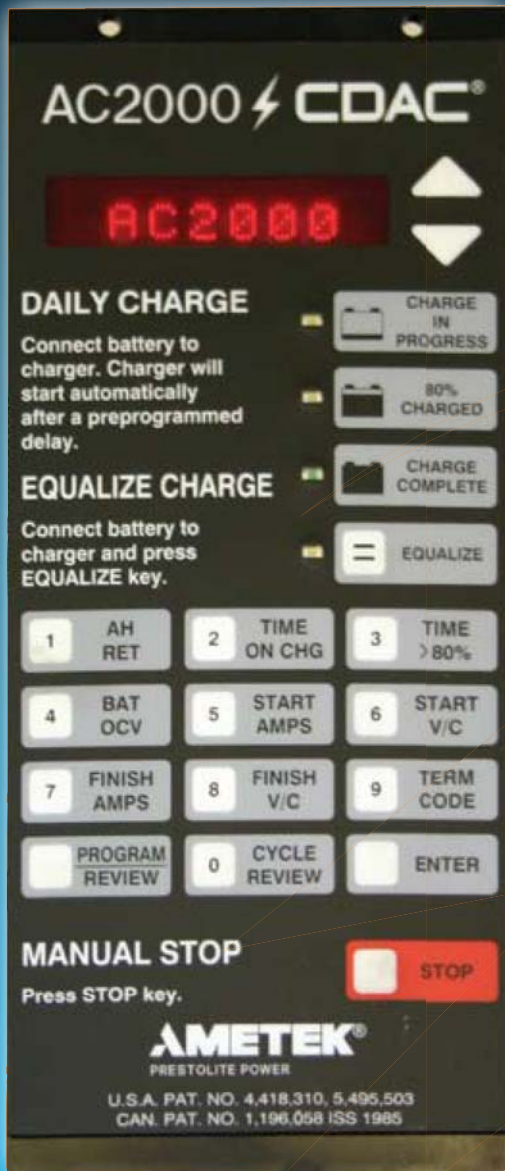 AC2000 CDAC®
AC2000
DAILY CHARGE
Connect battery to
charger. Charger will
start automatically
after a preprogrammed
delay.
CHARGE
IN
PROGRESS
80%
CHARGED
EQUALIZE CHARGE
Connect battery to
charger and press
EQUALIZE key.
CHARGE
COMPLETE
= EQUALIZE
1 AH
RET
2 TIME
ON CHG
3 TIME
>80%
4 BAT
OCV
5 START
AMPS
6 START
V/C
7 FINISH
AMPS
8 FINISH
V/C
9 TERM
CODE
PROGRAM
REVIEW
0 CYCLE
REVIEW
ENTER
MANUAL STOP
Press STOP key.
STOP
AMETEK®
PRESTOLITE POWER
U.S.A. PAT. NO. 4,418,310, 5,495,503
CAN. PAT. NO. 1,196,058 ISS 1985